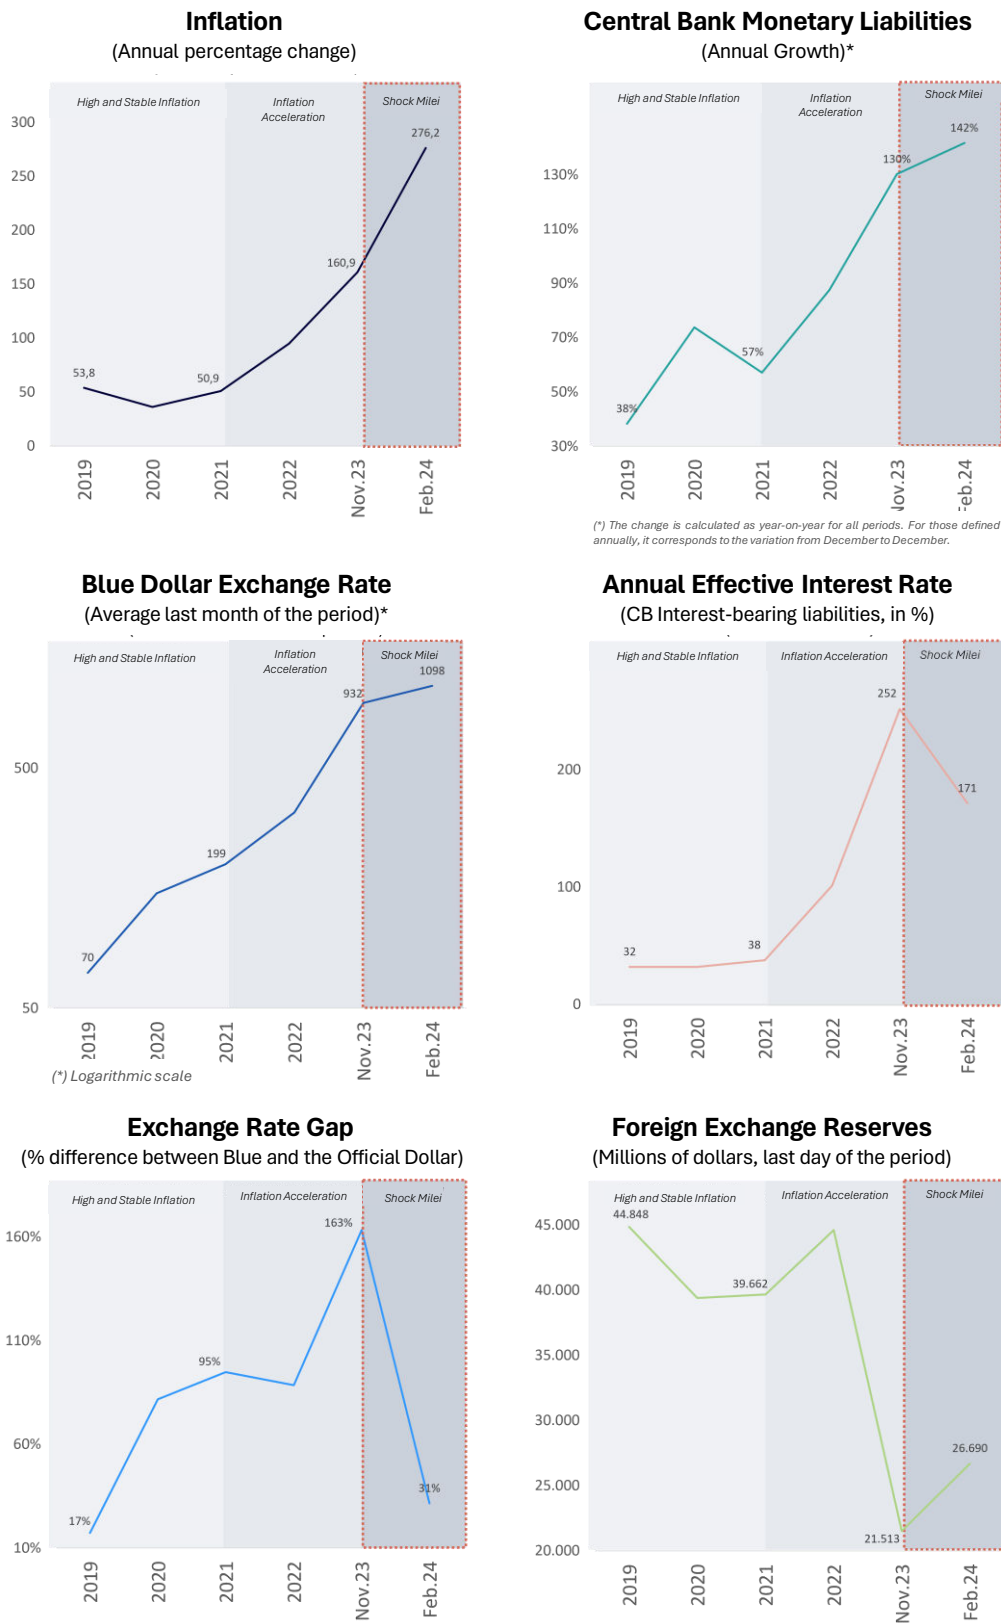 Inflation
(Annual percentage change)
High and Stable Inflation
Inflation
Acceleration
Shock Milei
300
250
200
150
100
50
0
53,8
50,9
160,9
276,2
2019
2020
2021
2022
Nov.23
Feb.24
Central Bank Monetary Liabilities
(Annual Growth)*
High and Stable Inflation
Inflation
Acceleration
Shock Milei
130%
110%
90%
70%
50%
30%
38%
57%
130%
142%
2019
2020
2021
2022
Nov.23
Feb.24
(*) The change is calculated as year-on-year for all periods. For those defined
annually, it corresponds to the variation from December to December.
Blue Dollar Exchange Rate
(Average last month of the period)*
High and Stable Inflation
Inflation
Acceleration
Shock Milei
500
50
70
199
932
1098
2019
2020
2021
2022
Nov.23
Feb.24
(*) Logarithmic scale
Annual Effective Interest Rate
(CB Interest-bearing liabilities, in %)
High and Stable Inflation
Inflation Acceleration
Shock Milei
200
100
0
32
38
252
171
2019
2020
2021
2022
Nov.23
Feb.24
Exchange Rate Gap
(% difference between Blue and the Official Dollar)
High and Stable Inflation
Inflation Acceleration
Shock Milei
160%
110%
60%
10%
17%
95%
163%
31%
2019
2020
2021
2022
Nov.23
Feb.24
Foreign Exchange Reserves
(Millions of dollars, last day of the period)
High and Stable Inflation
Inflation Acceleration
Shock Milei
45.000
40.000
35.000
30.000
25.000
20.000
44.848
39.662
21.513
26.690
2019
2020
2021
2022
Nov.23
Feb.24